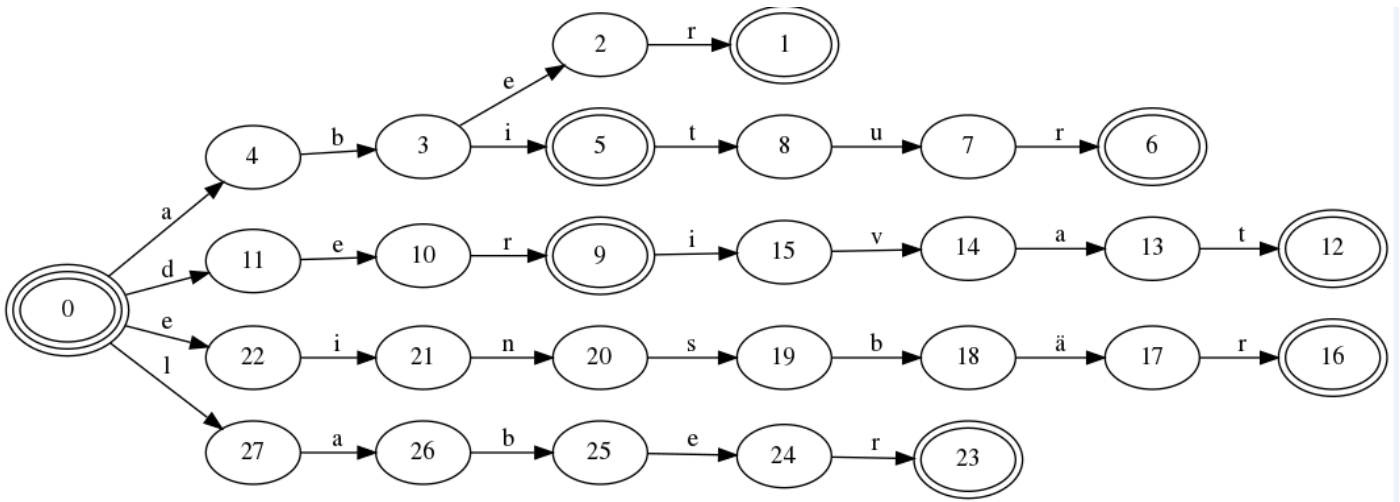 e 2 r 1
a 4 b 3 i 5 t 8 u 7 r 6
0 d 11 e 10 r 9 i 15 v 14 a 13 t 12
e 22 i 21 n 20 s 19 b 18 ä 17 r 16
l 27 a 26 b 25 e 24 r 23